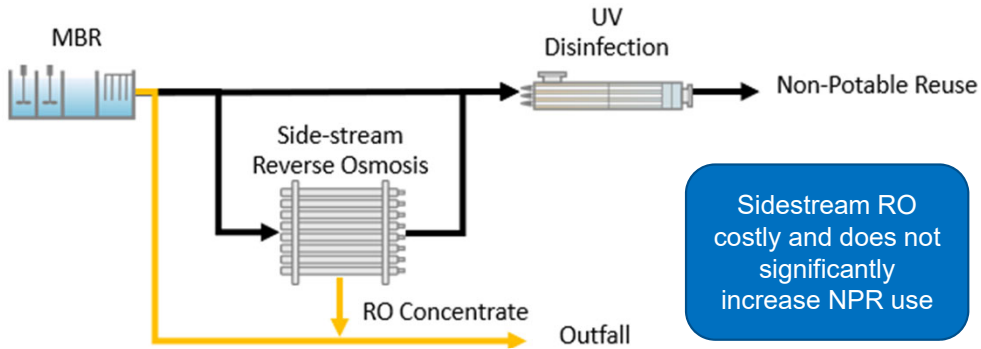 MBR
UV
Disinfection
Non-Potable Reuse
Side-stream
Reverse Osmosis
Sidestream RO
costly and does not
significantly
increase NPR use
RO Concentrate
Outfall